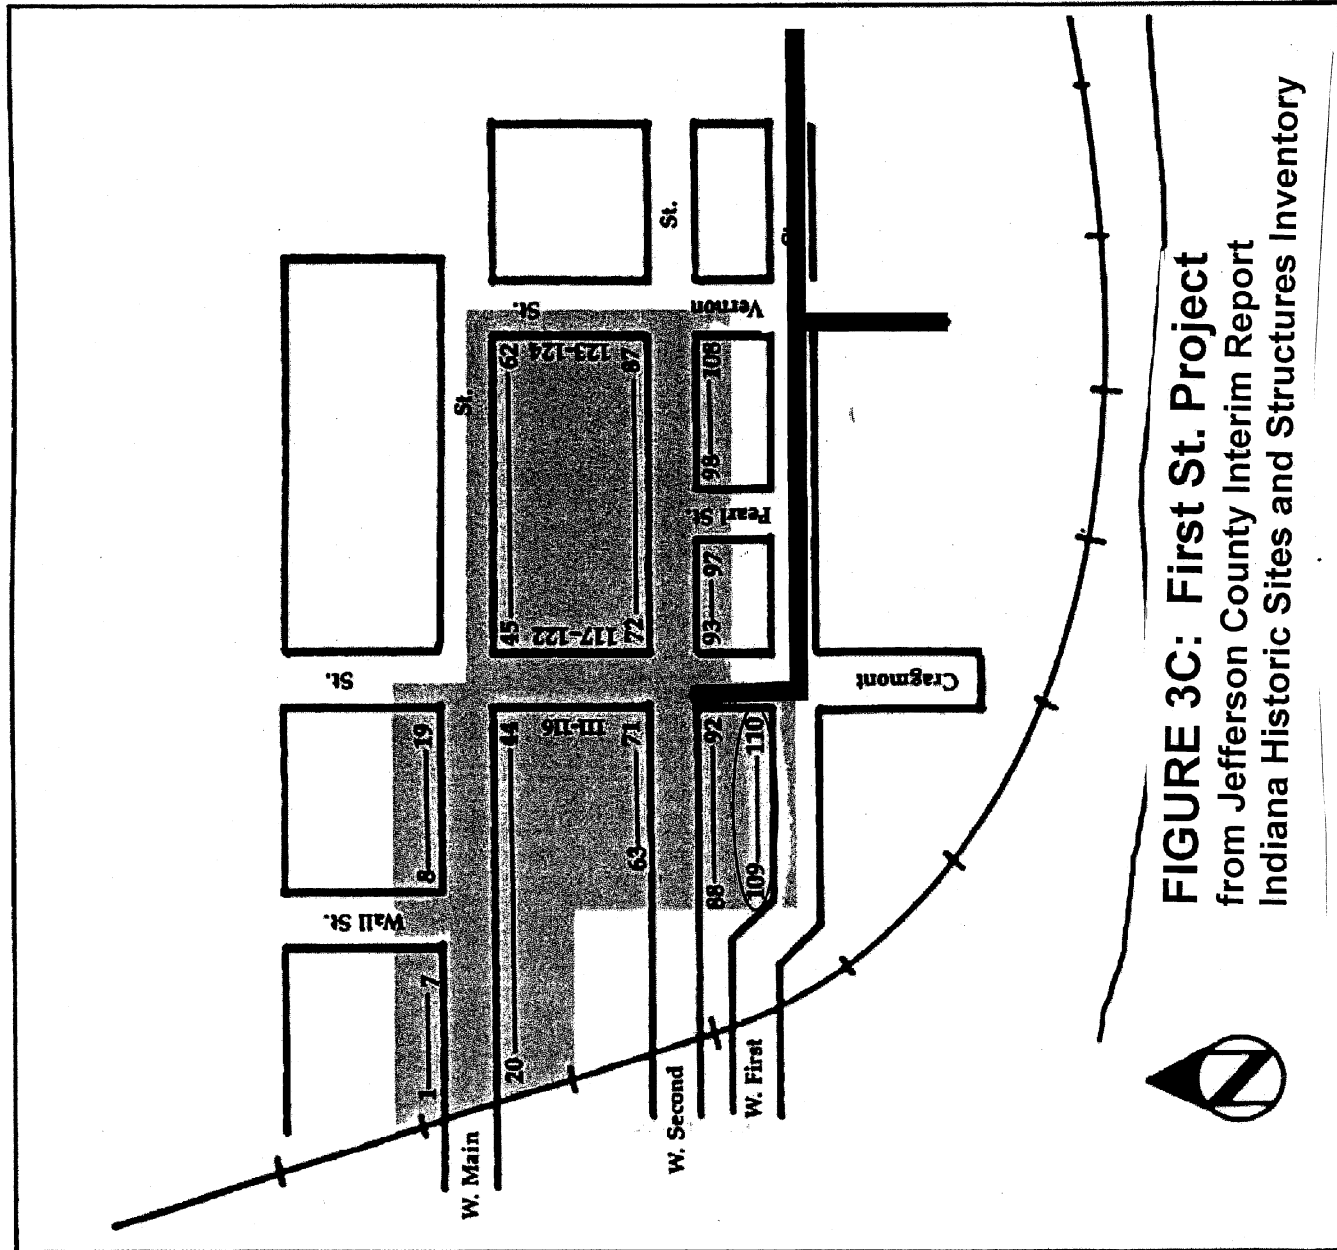 1 — 7
Wall St.
8 — 19
St.
W. Main
St.
20 — 44
111-116
45 — 62
117-122
123-124
St.
63 — 71
72 — 87
W. Second
St.
88 — 92
93 — 97
Pearl St.
98 — 108
Vernon
109 — 110
W. First
Cragmont
N
FIGURE 3C: First St. Project
from Jefferson County Interim Report
Indiana Historic Sites and Structures Inventory